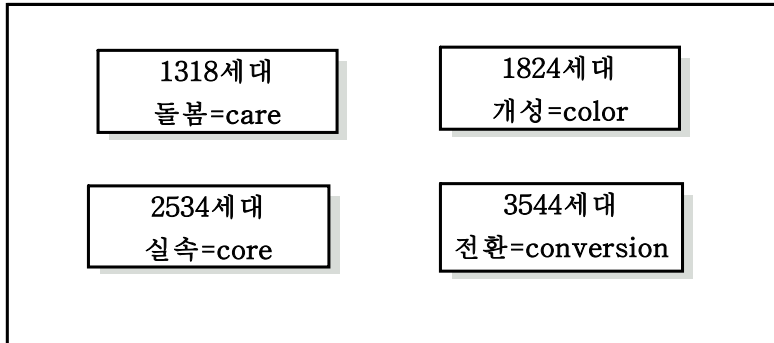 1318세대
돌봄=care
1824세대
개성=color
2534세대
실속=core
3544세대
전환=conversion